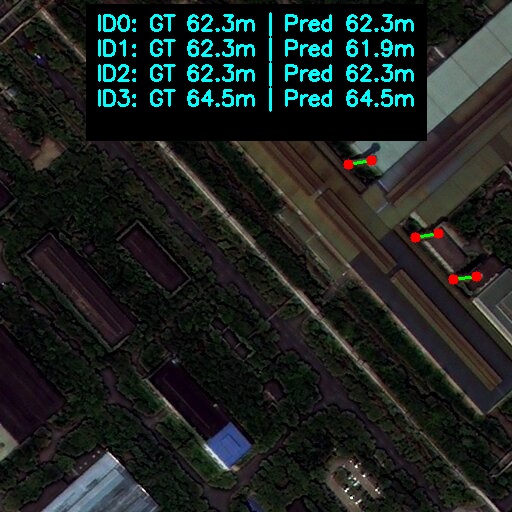 ID0: GT 62.3m | Pred 62.3m
ID1: GT 62.3m | Pred 61.9m
ID2: GT 62.3m | Pred 62.3m
ID3: GT 64.5m | Pred 64.5m